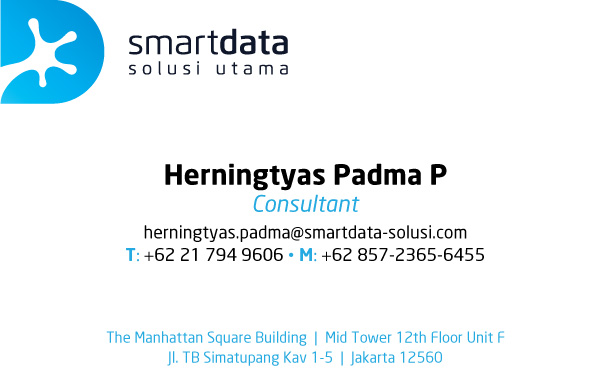 smartdata
solusi utama
Herningtyas Padma P
Consultant
herningtyas.padma@smartdata-solusi.com
T: +62 21 794 9606 • M: +62 857-2365-6455
The Manhattan Square Building | Mid Tower 12th Floor Unit F
Jl. TB Simatupang Kav 1-5 | Jakarta 12560